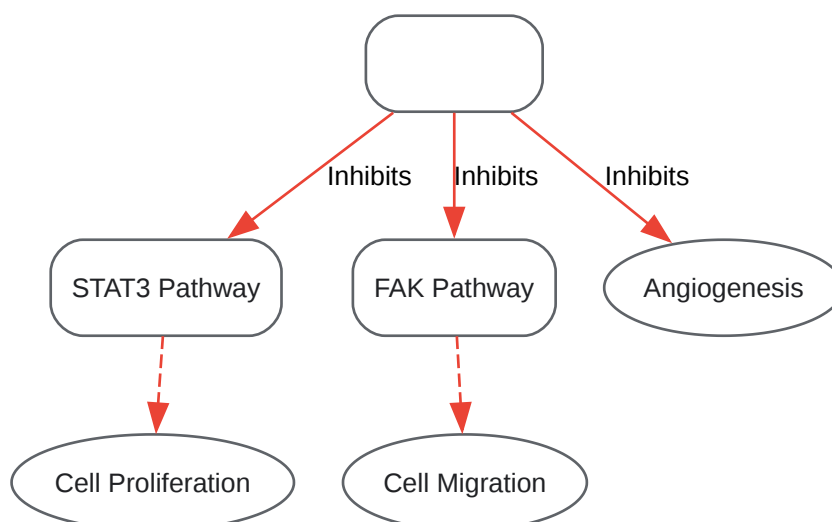 Inhibits
Inhibits
Inhibits
STAT3 Pathway
FAK Pathway
Angiogenesis
Cell Proliferation
Cell Migration